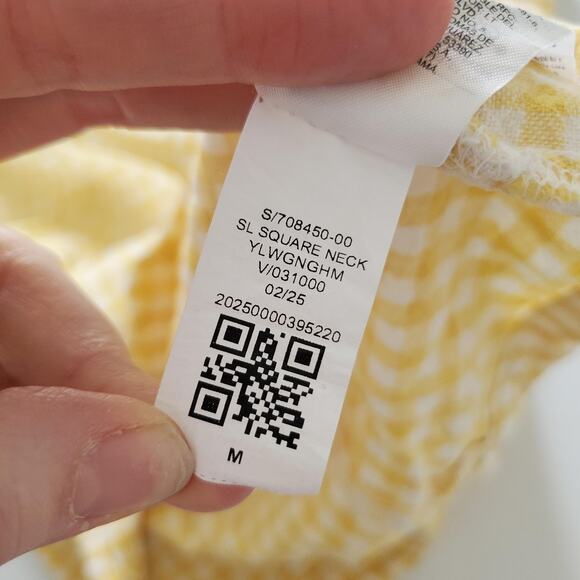 S/708450-00
SL SQUARE NECK
YLWGNGHM
V/031000
02/25
20250000395220
M